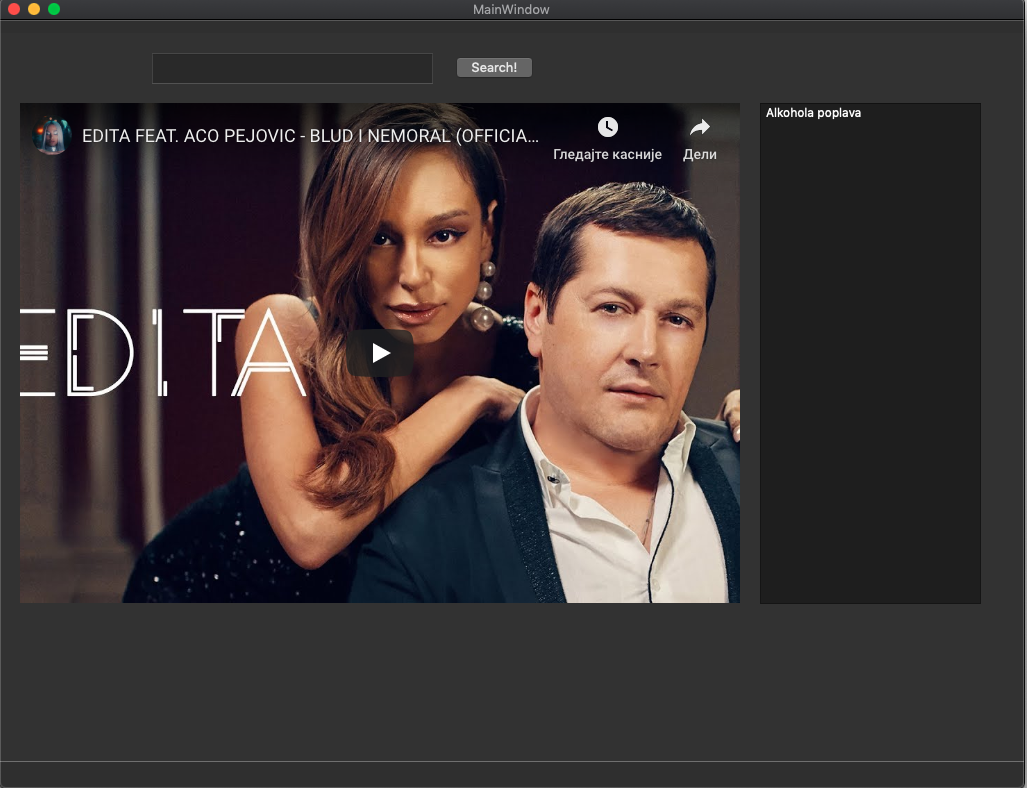 MainWindow
Search!
EDITA FEAT. ACO PEJOVIC - BLUD I NEMORAL (OFFICIA...
Гледајте касније
Дели
Alkohola poplava
EDITA